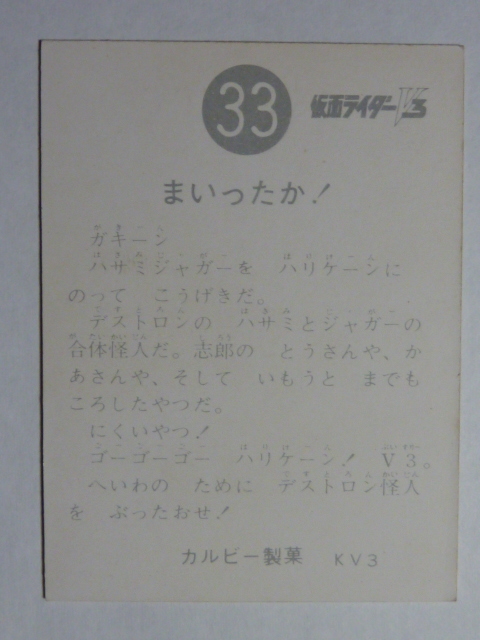 33 仮面ライダーV3
まいったか!
ガキーン
ハサミジャガーを ハリケーンに
のって こうげきだ。
デストロンの ハサミとジャガーの
合体怪人だ。志郎の とうさんや、か
あさんや、そして いもうと までも
ころしたやつだ。
にくいやつ!
ゴーゴーゴー ハリケーン! V3。
へいわの ために デストロン怪人
を ぶったおせ!
カルビー製菓 KV3